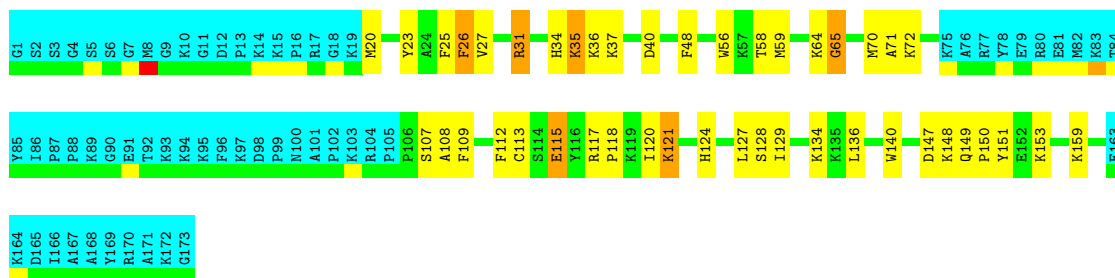 G1 S2 S3 G4 S5 S6 G7 M8 G9 K10 G11 D12 P13 K14 K15 P16 R17 G18 K19 M20 Y23 A24 F25 F26 V27 R31 H34 K35 K36 K37 D40 F48 W56 K57 T58 M59 K64 G65 M70 A71 K72 K75 A76 R77 Y78 E79 R80 E81 M82 K83 T84
Y85 I86 P87 P88 K89 G90 E91 T92 K93 K94 K95 F96 K97 D98 P99 N100 A101 P102 K103 R104 P105 P106 S107 A108 F109 F112 C113 S114 E115 Y116 R117 P118 K119 I120 K121 H124 L127 S128 I129 K134 K135 L136 W140 D147 K148 Q149 P150 Y151 E152 K153 K159 E163
K164 D165 I166 A167 A168 Y169 R170 A171 K172 G173